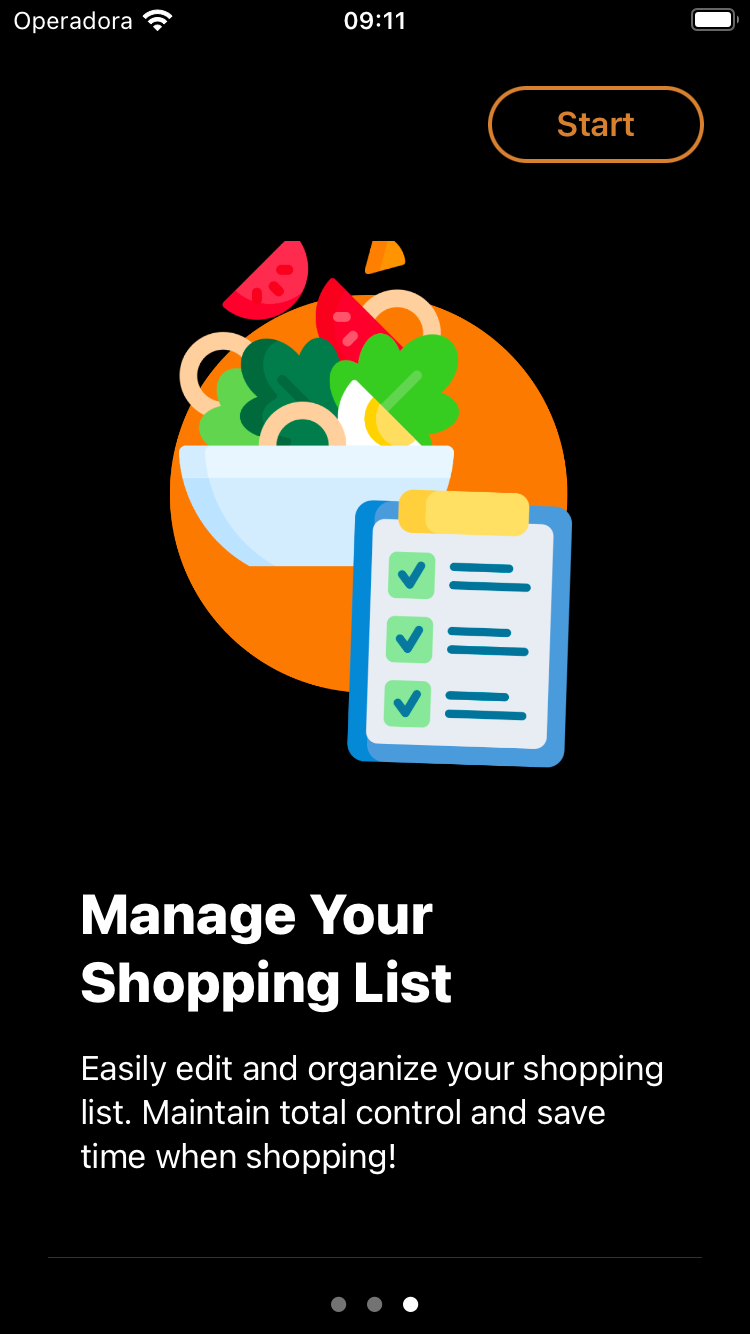 Operadora 09:11
Start
Manage Your
Shopping List
Easily edit and organize your shopping
list. Maintain total control and save
time when shopping!